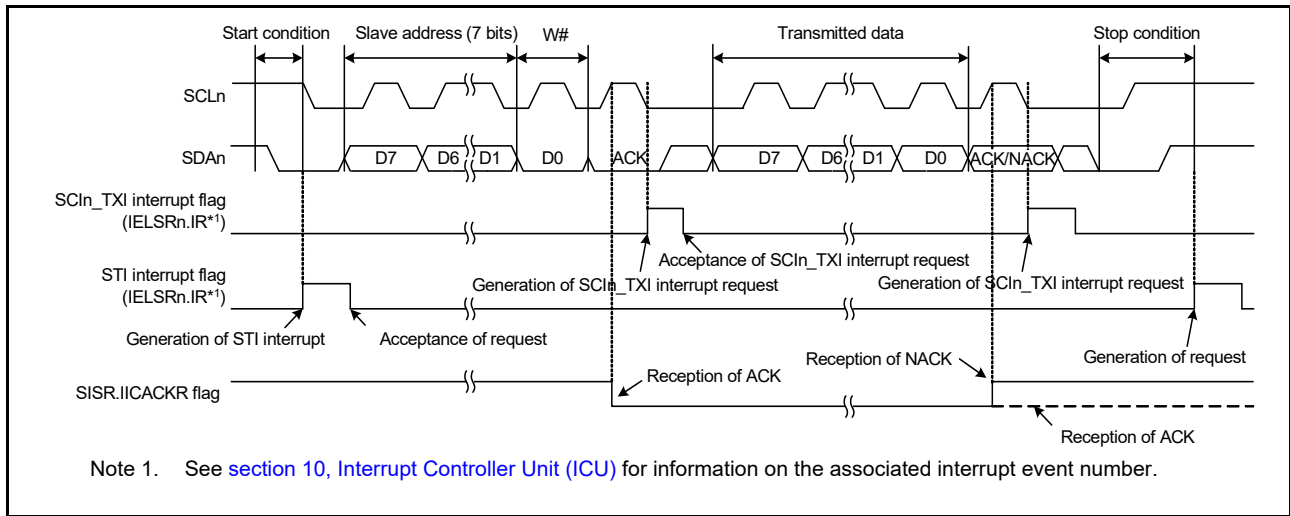 Start condition Slave address (7 bits) W# Transmitted data Stop condition
SCLn
SDAn D7 D6 D1 D0 ACK D7 D6 D1 D0 ACK/NACK
SCIn_TXI interrupt flag
(IELSRn.IR*1)
Acceptance of SCIn_TXI interrupt request
Generation of SCIn_TXI interrupt request Generation of SCIn_TXI interrupt request
STI interrupt flag
(IELSRn.IR*1)
Generation of STI interrupt Acceptance of request Generation of request
SISR.IICACKR flag Reception of ACK Reception of NACK
Reception of ACK
Note 1. See section 10, Interrupt Controller Unit (ICU) for information on the associated interrupt event number.